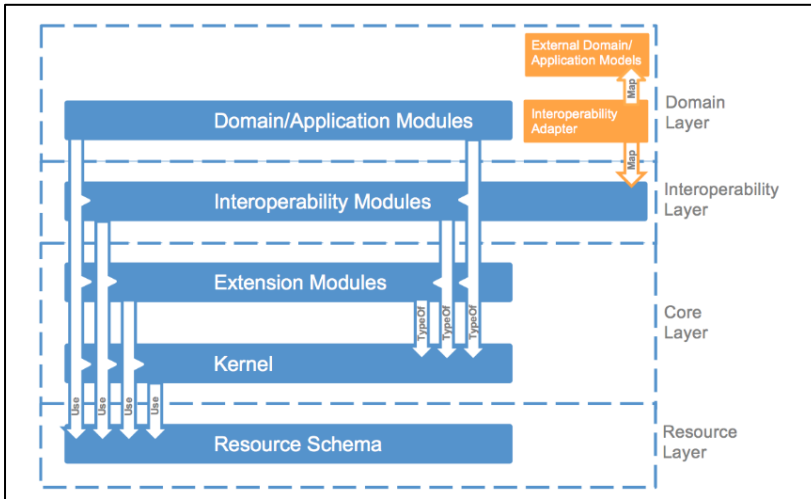 External Domain/
Application Models
Map
Domain/Application Modules
Interoperability
Adapter
Domain
Layer
Map
Interoperability Modules
Interoperability
Layer
Extension Modules
TypeOf
TypeOf
TypeOf
Core
Layer
Kernel
Use
Use
Use
Use
Resource Schema
Resource
Layer